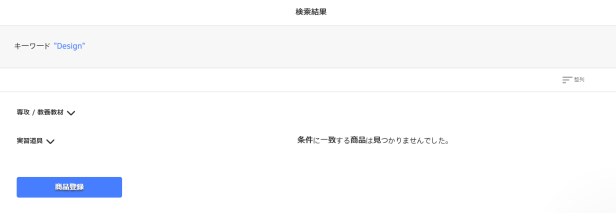 検索結果
キーワード "Design"
整列
専攻 / 教養教材
実習道具
条件に一致する商品は見つかりませんでした。
商品登録